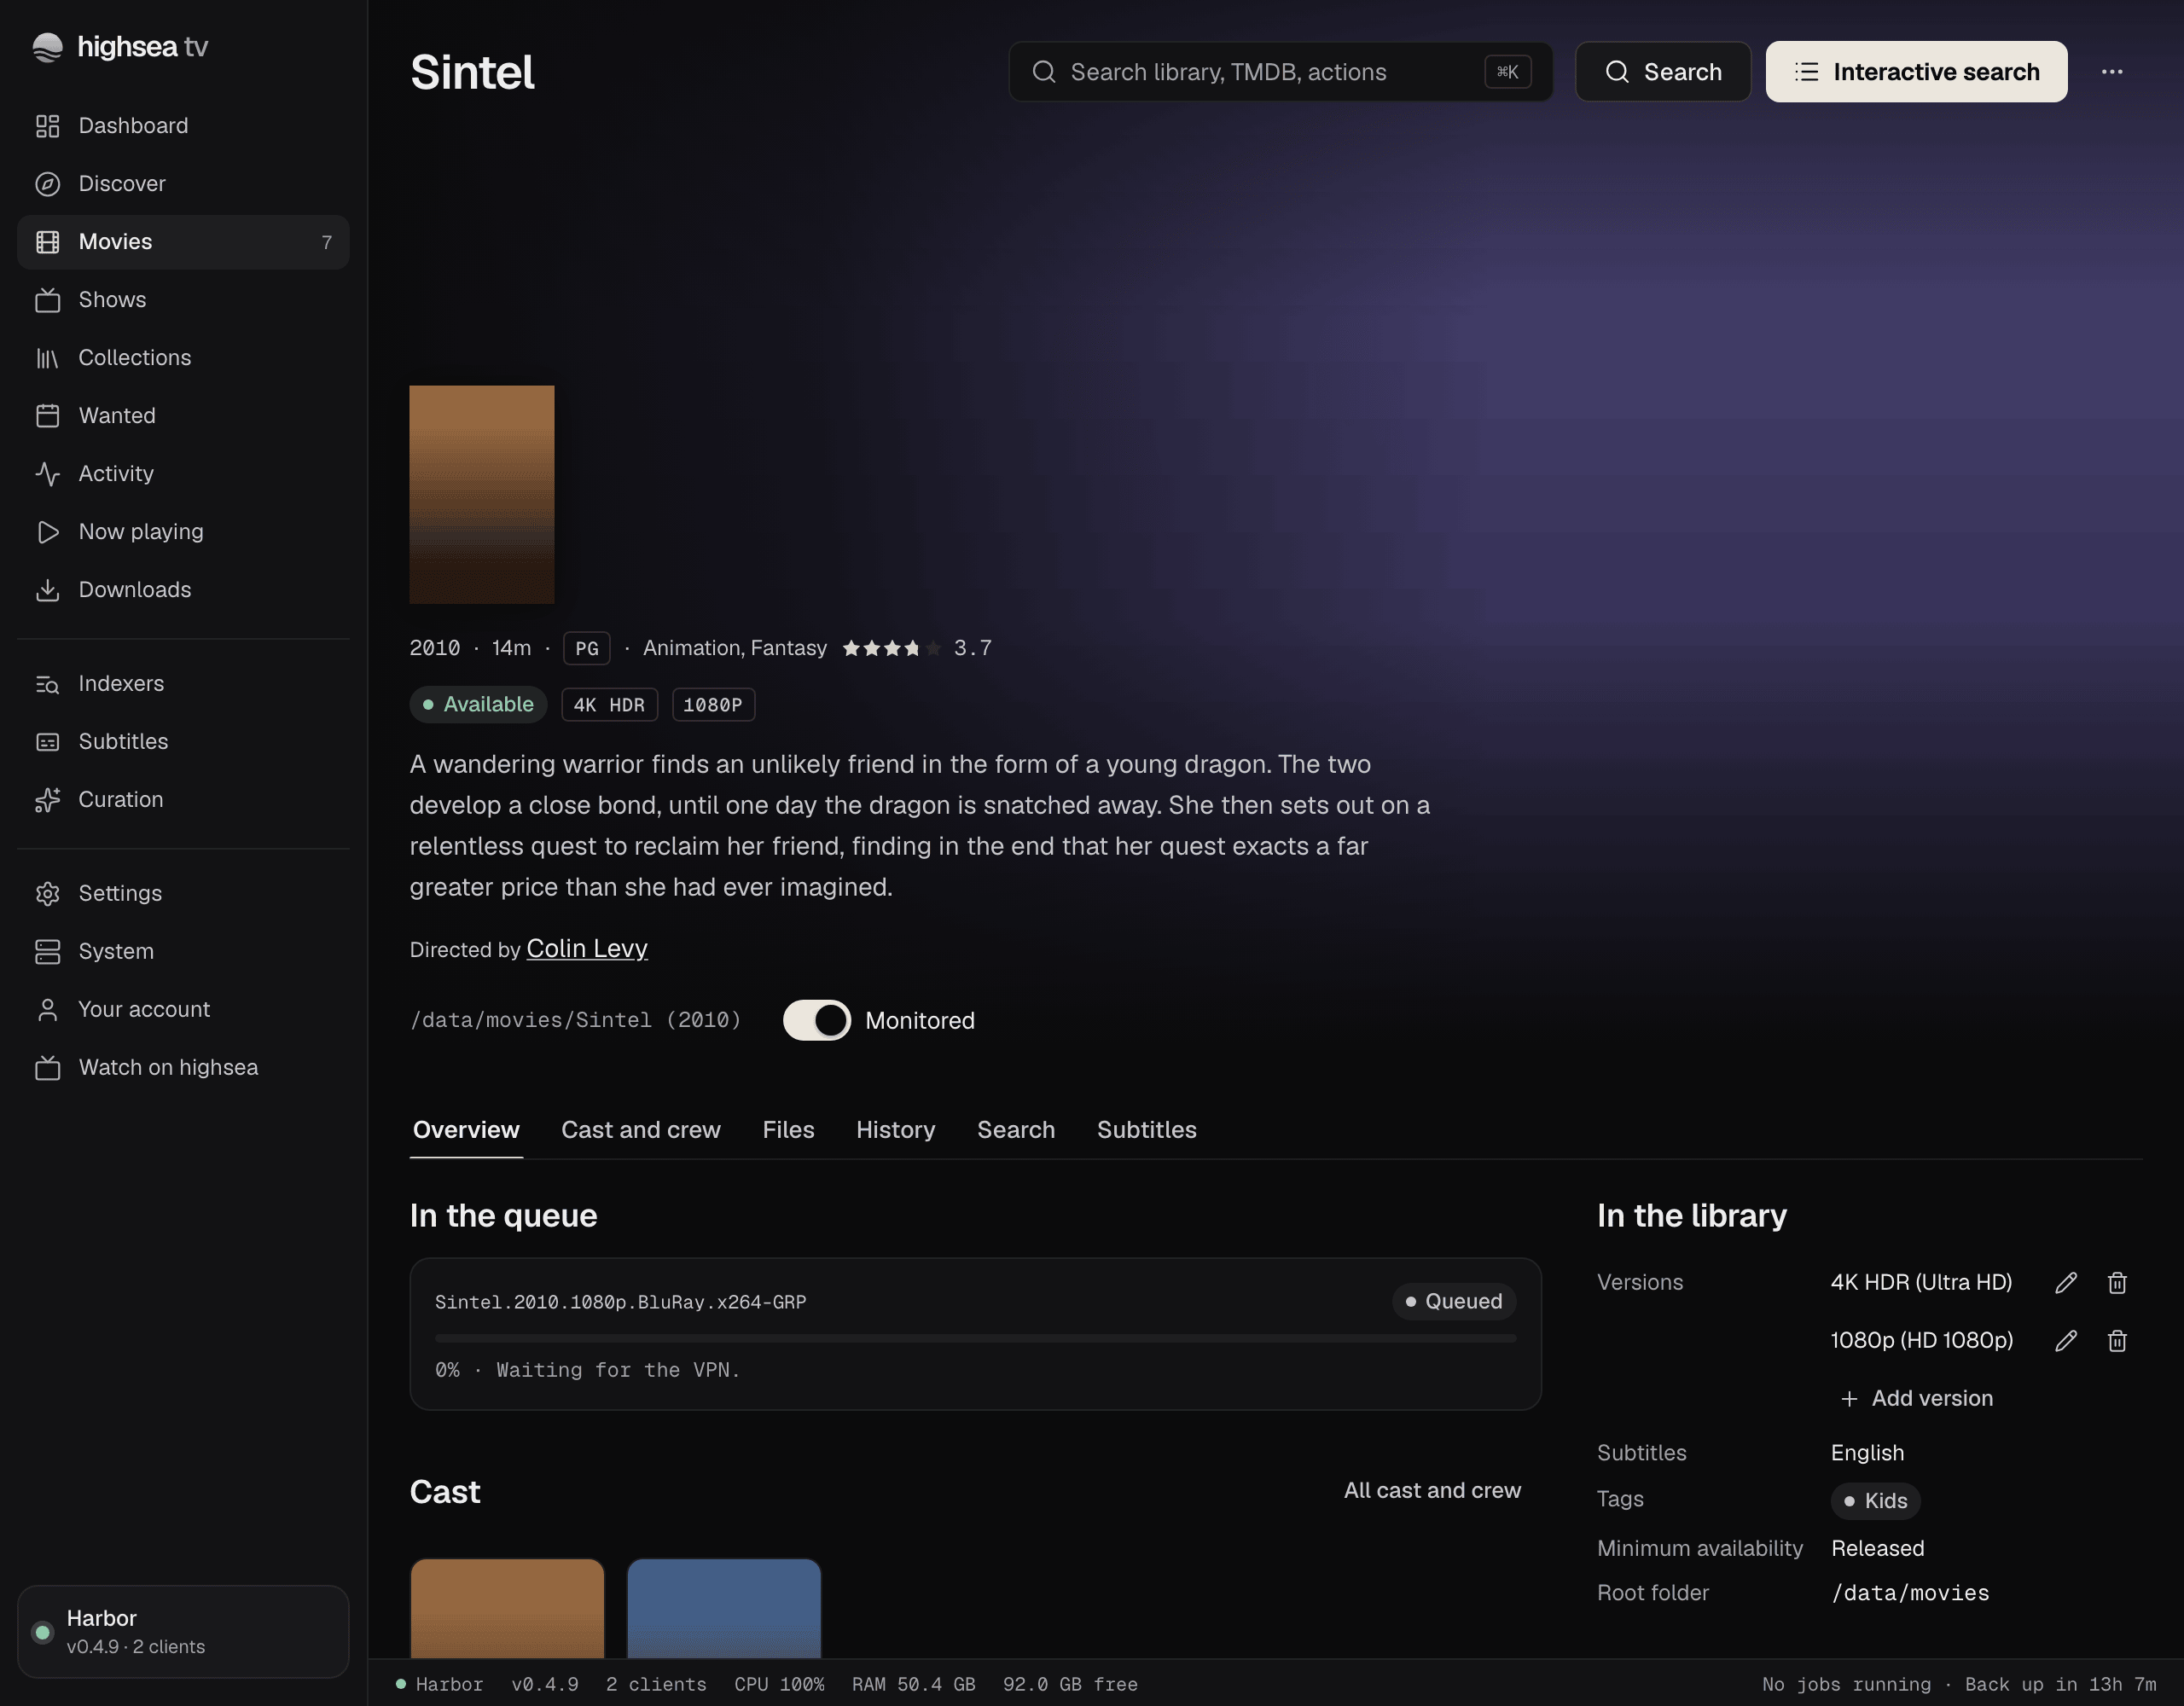 highsea tv
Dashboard
Discover
Movies 7
Shows
Collections
Wanted
Activity
Now playing
Downloads
Indexers
Subtitles
Curation
Settings
System
Your account
Watch on highsea
Harbor
v0.4.9 · 2 clients
Sintel
Search library, TMDB, actions ⌘K
Search
Interactive search
2010 · 14m · PG · Animation, Fantasy 3.7
Available 4K HDR 1080P
A wandering warrior finds an unlikely friend in the form of a young dragon. The two
develop a close bond, until one day the dragon is snatched away. She then sets out on a
relentless quest to reclaim her friend, finding in the end that her quest exacts a far
greater price than she had ever imagined.
Directed by Colin Levy
/data/movies/Sintel (2010) Monitored
Overview Cast and crew Files History Search Subtitles
In the queue
Sintel.2010.1080p.BluRay.x264-GRP Queued
0% · Waiting for the VPN.
Cast All cast and crew
In the library
Versions 4K HDR (Ultra HD)
1080p (HD 1080p)
Add version
Subtitles English
Tags Kids
Minimum availability Released
Root folder /data/movies
Harbor v0.4.9 2 clients CPU 100% RAM 50.4 GB 92.0 GB free No jobs running · Back up in 13h 7m